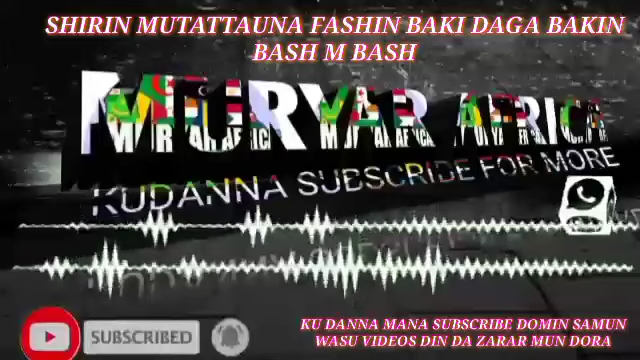 SHIRIN MUTATTAUNA FASHIN BAKI DAGA BAKIN
BASH M BASH
MURYAR AFRICA
KUDANNA SUBSCRIBE FOR MORE
SUBSCRIBED
KU DANNA MANA SUBSCRIBE DOMIN SAMUN
WASU VIDEOS DIN DA ZARAR MUN DORA